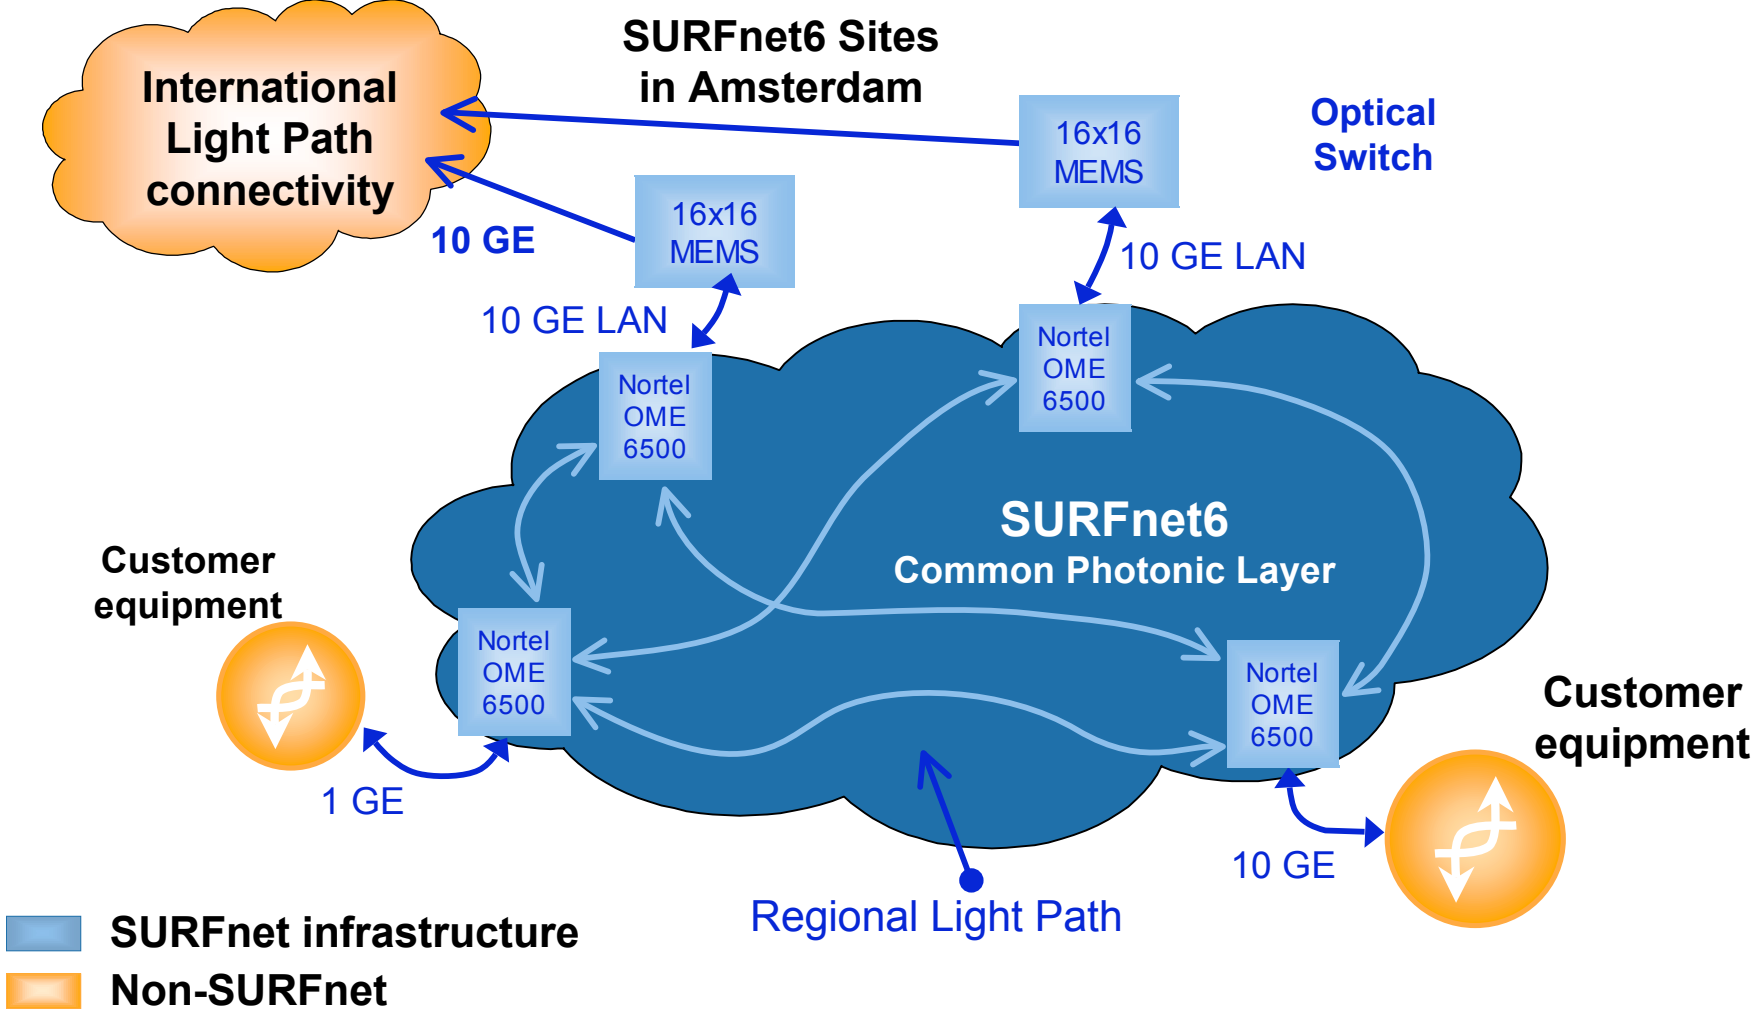 SURFnet6 Sites
in Amsterdam
International
Light Path
connectivity
16x16
MEMS
Optical
Switch
16x16
MEMS
10 GE
10 GE LAN
10 GE LAN
Nortel
OME
6500
Nortel
OME
6500
SURFnet6
Common Photonic Layer
Customer
equipment
Nortel
OME
6500
Nortel
OME
6500
Customer
equipment
1 GE
10 GE
Regional Light Path
SURFnet infrastructure
Non-SURFnet